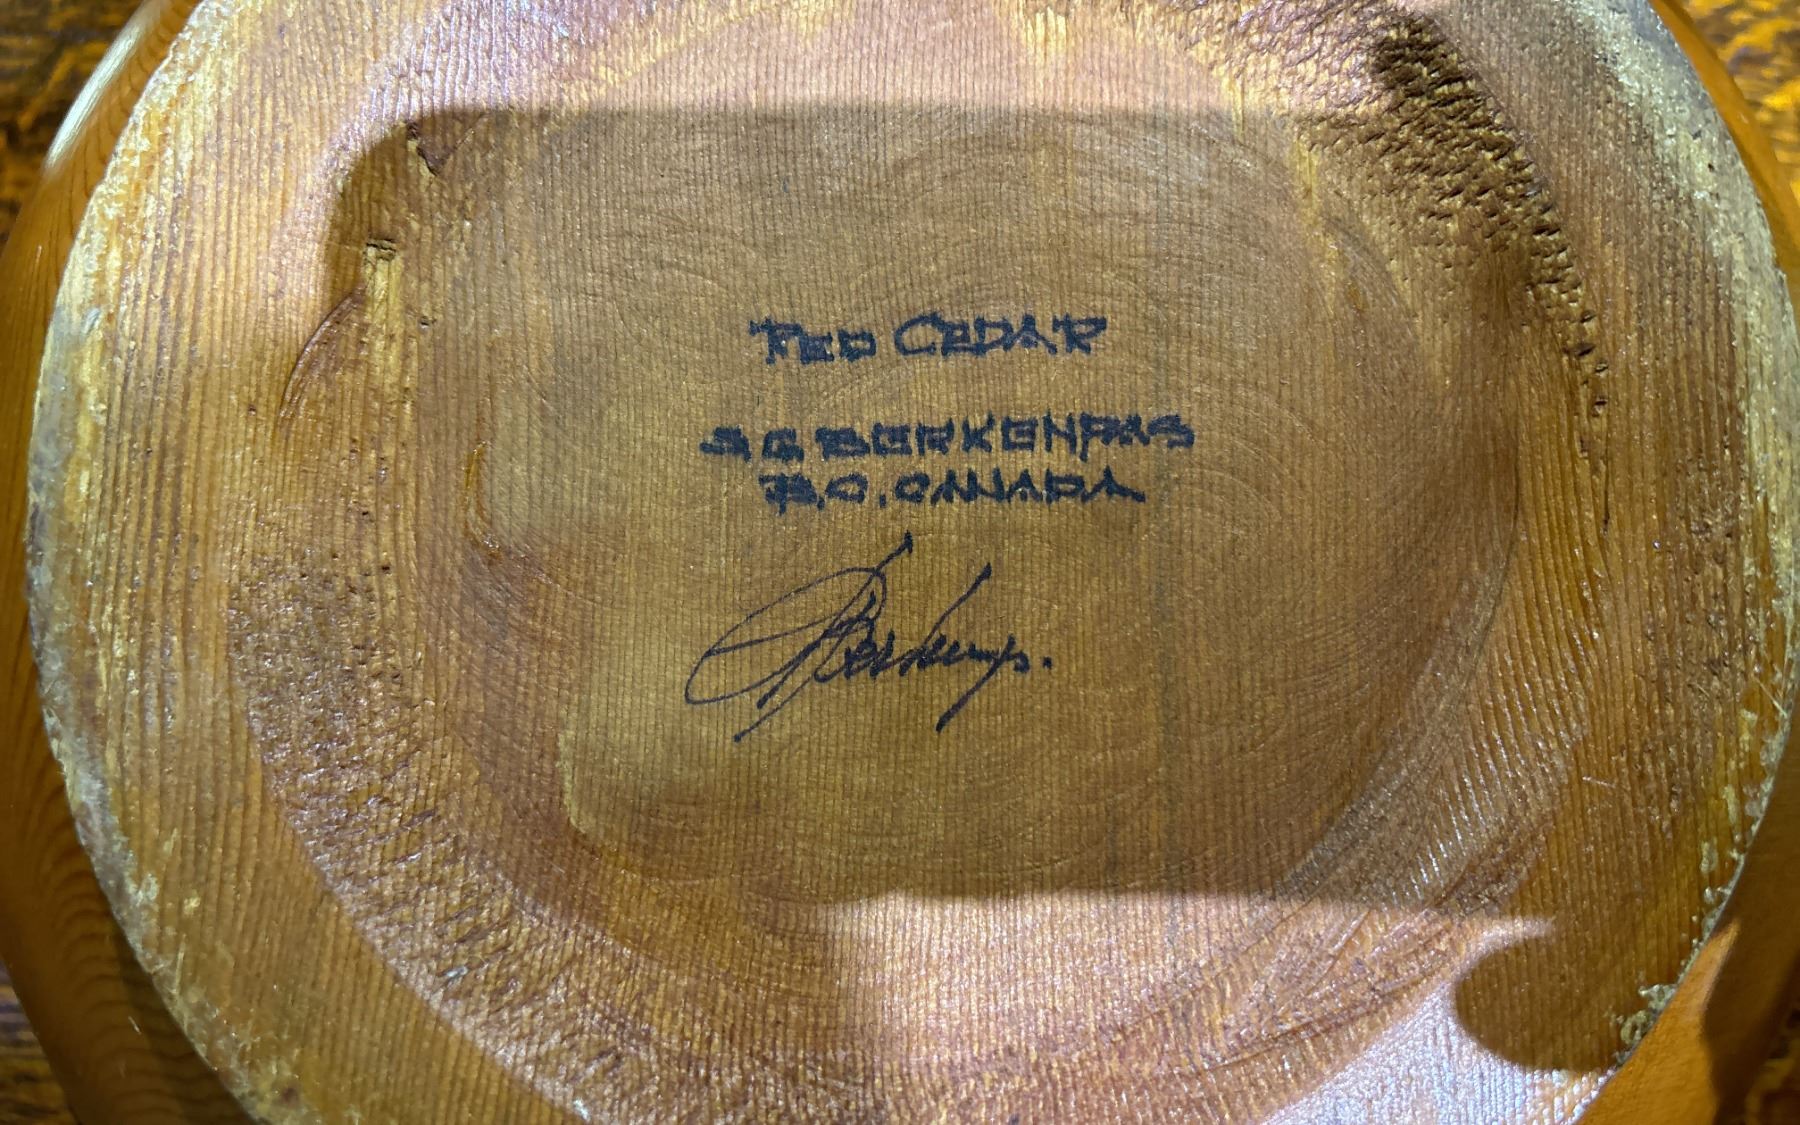 RED CEDAR
S G BERKENPAS
B.C. CANADA